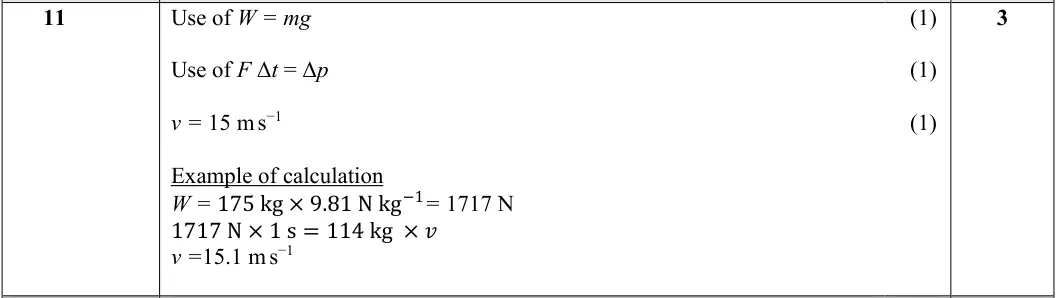 11 Use of W = mg (1) 3
Use of F Δt = Δp (1)
v = 15 m s⁻¹ (1)
Example of calculation
W = 175 kg × 9.81 N kg⁻¹ = 1717 N
1717 N × 1 s = 114 kg × v
v =15.1 m s⁻¹